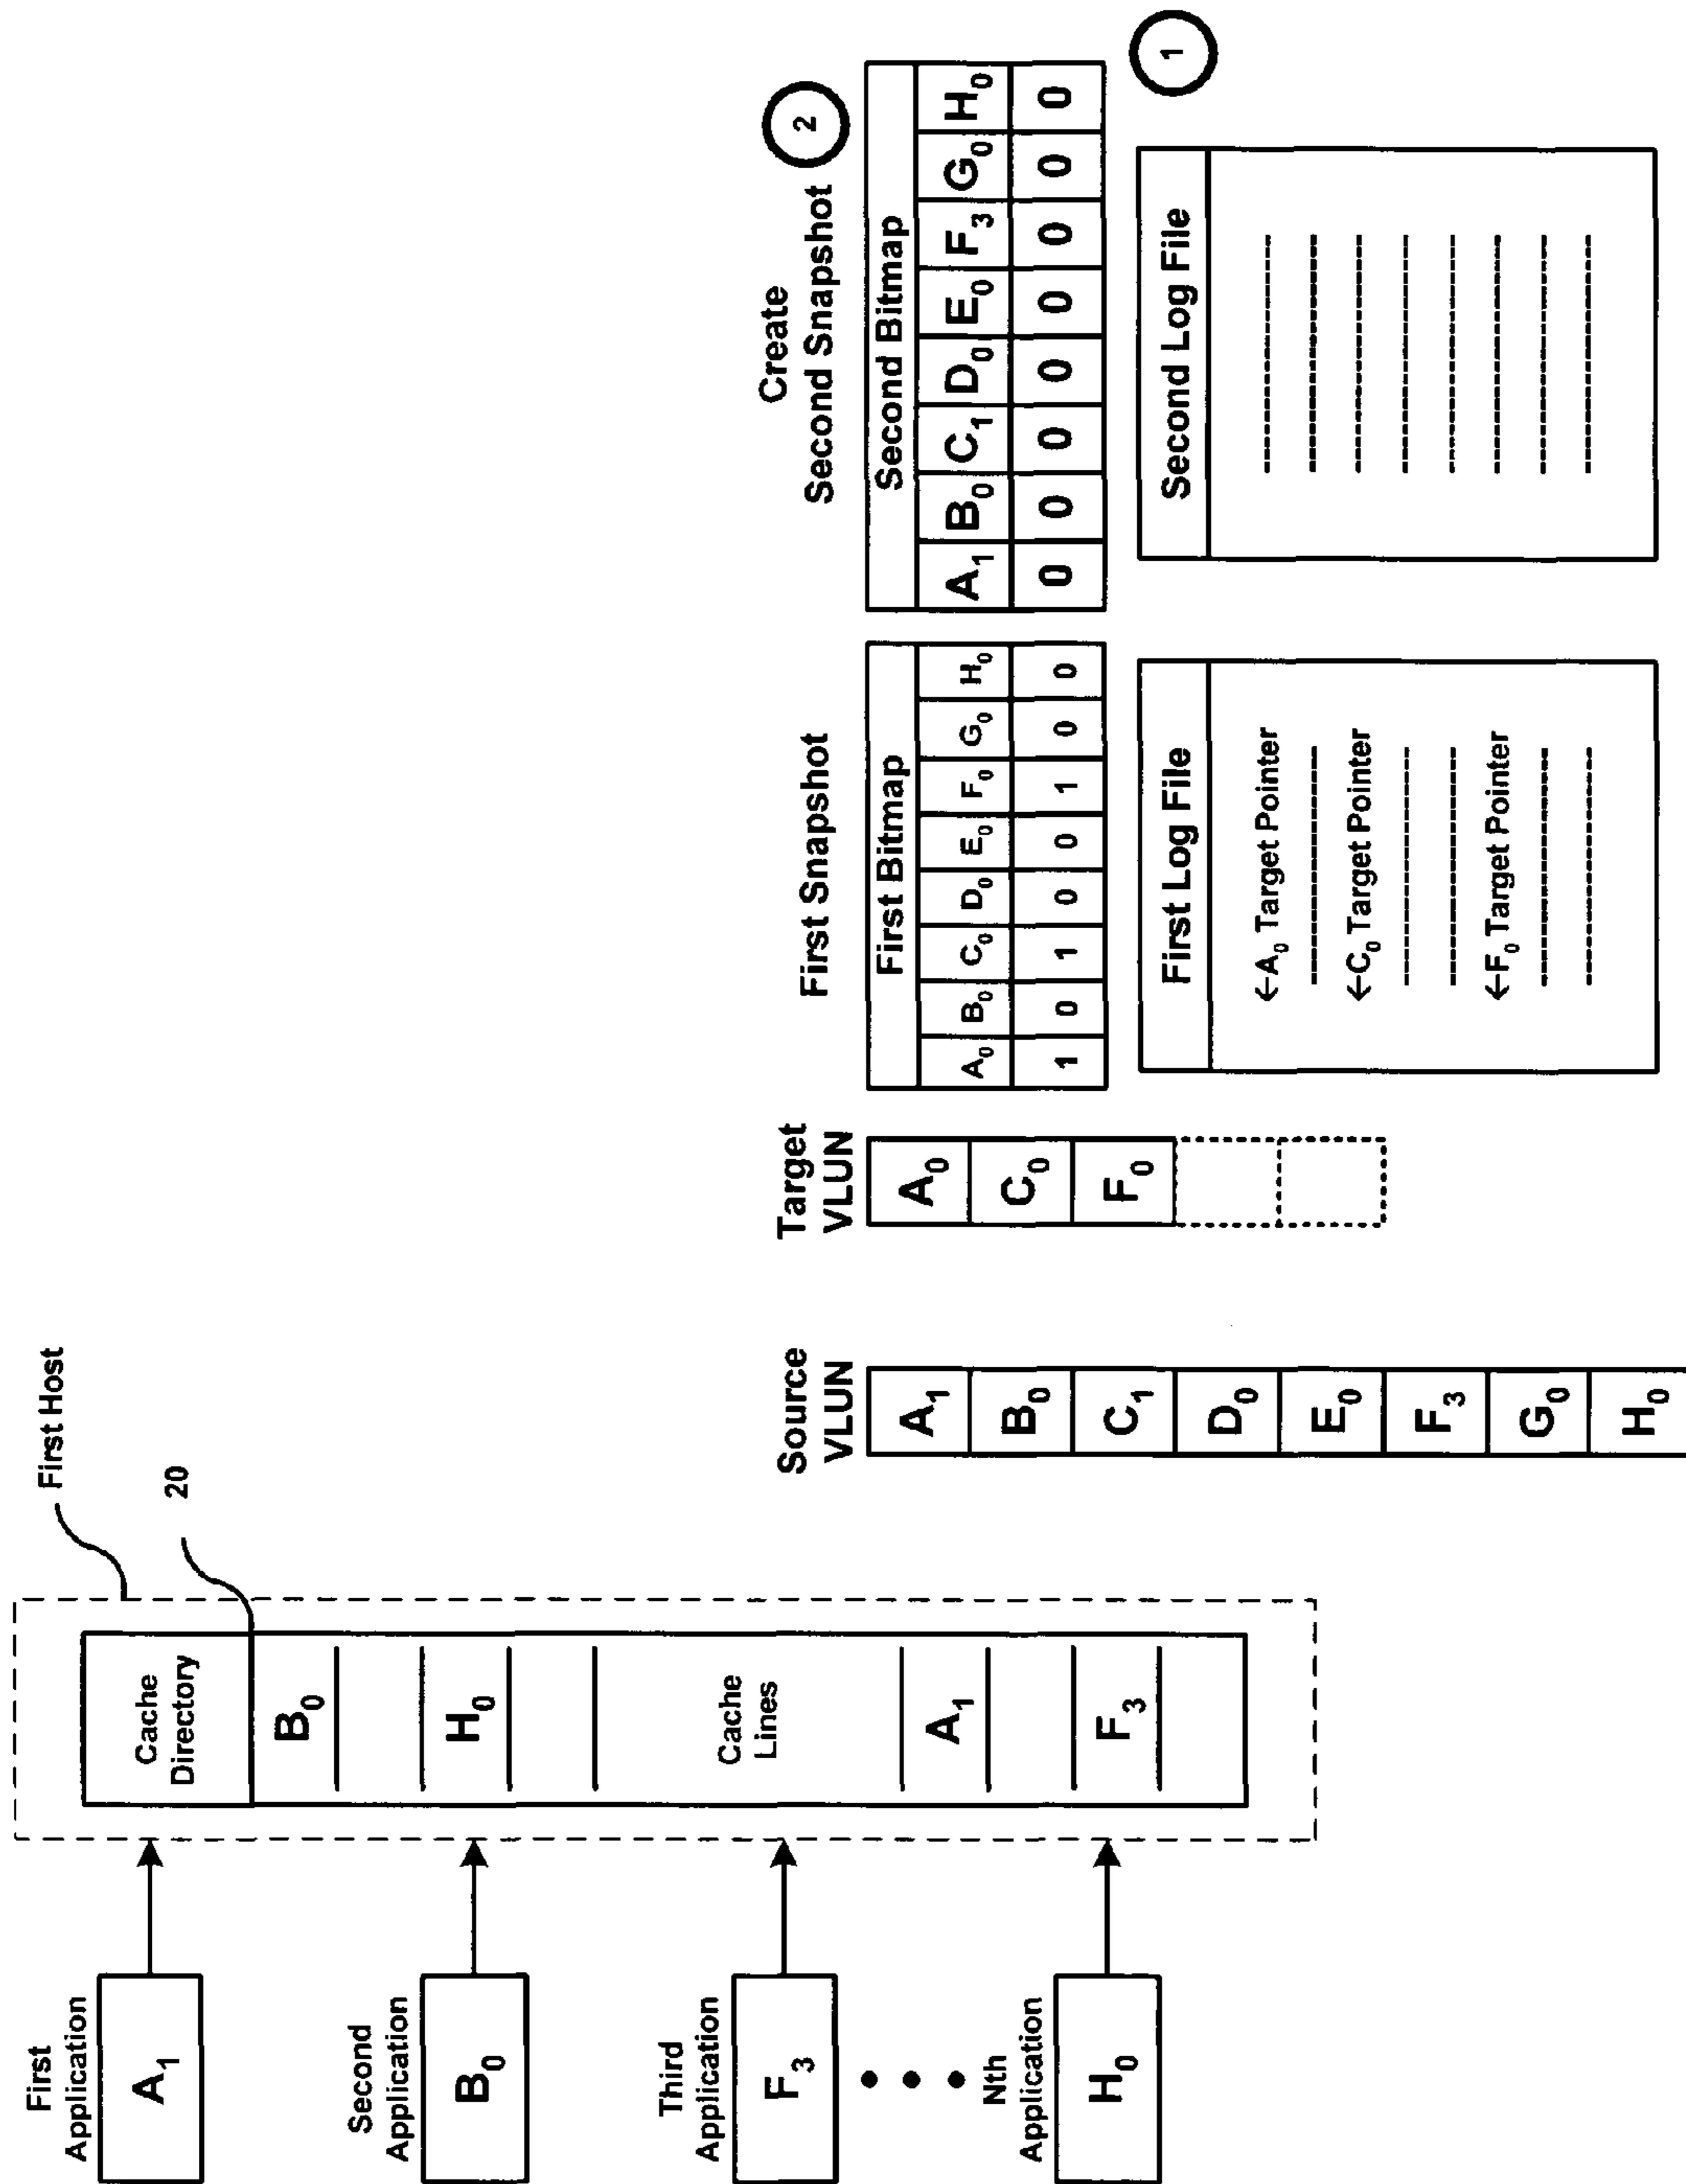 First
Application
A₁
Second
Application
B₀
Third
Application
F₃
Nth
Application
H₀
First Host
20
Cache
Directory
B₀
H₀
Cache
Lines
A₁
F₃
Source
VLUN
A₁
B₀
C₁
D₀
E₀
F₃
G₀
H₀
Target
VLUN
A₀
C₀
F₀
First Snapshot
First Bitmap
A₀ B₀ C₀ D₀ E₀ F₀ G₀ H₀
1 0 1 0 0 1 0 0
First Log File
←A₀ Target Pointer
←C₀ Target Pointer
←F₀ Target Pointer
Create
Second Snapshot
2
Second Bitmap
A₁ B₀ C₁ D₀ E₀ F₃ G₀ H₀
0 0 0 0 0 0 0 0
1
Second Log File